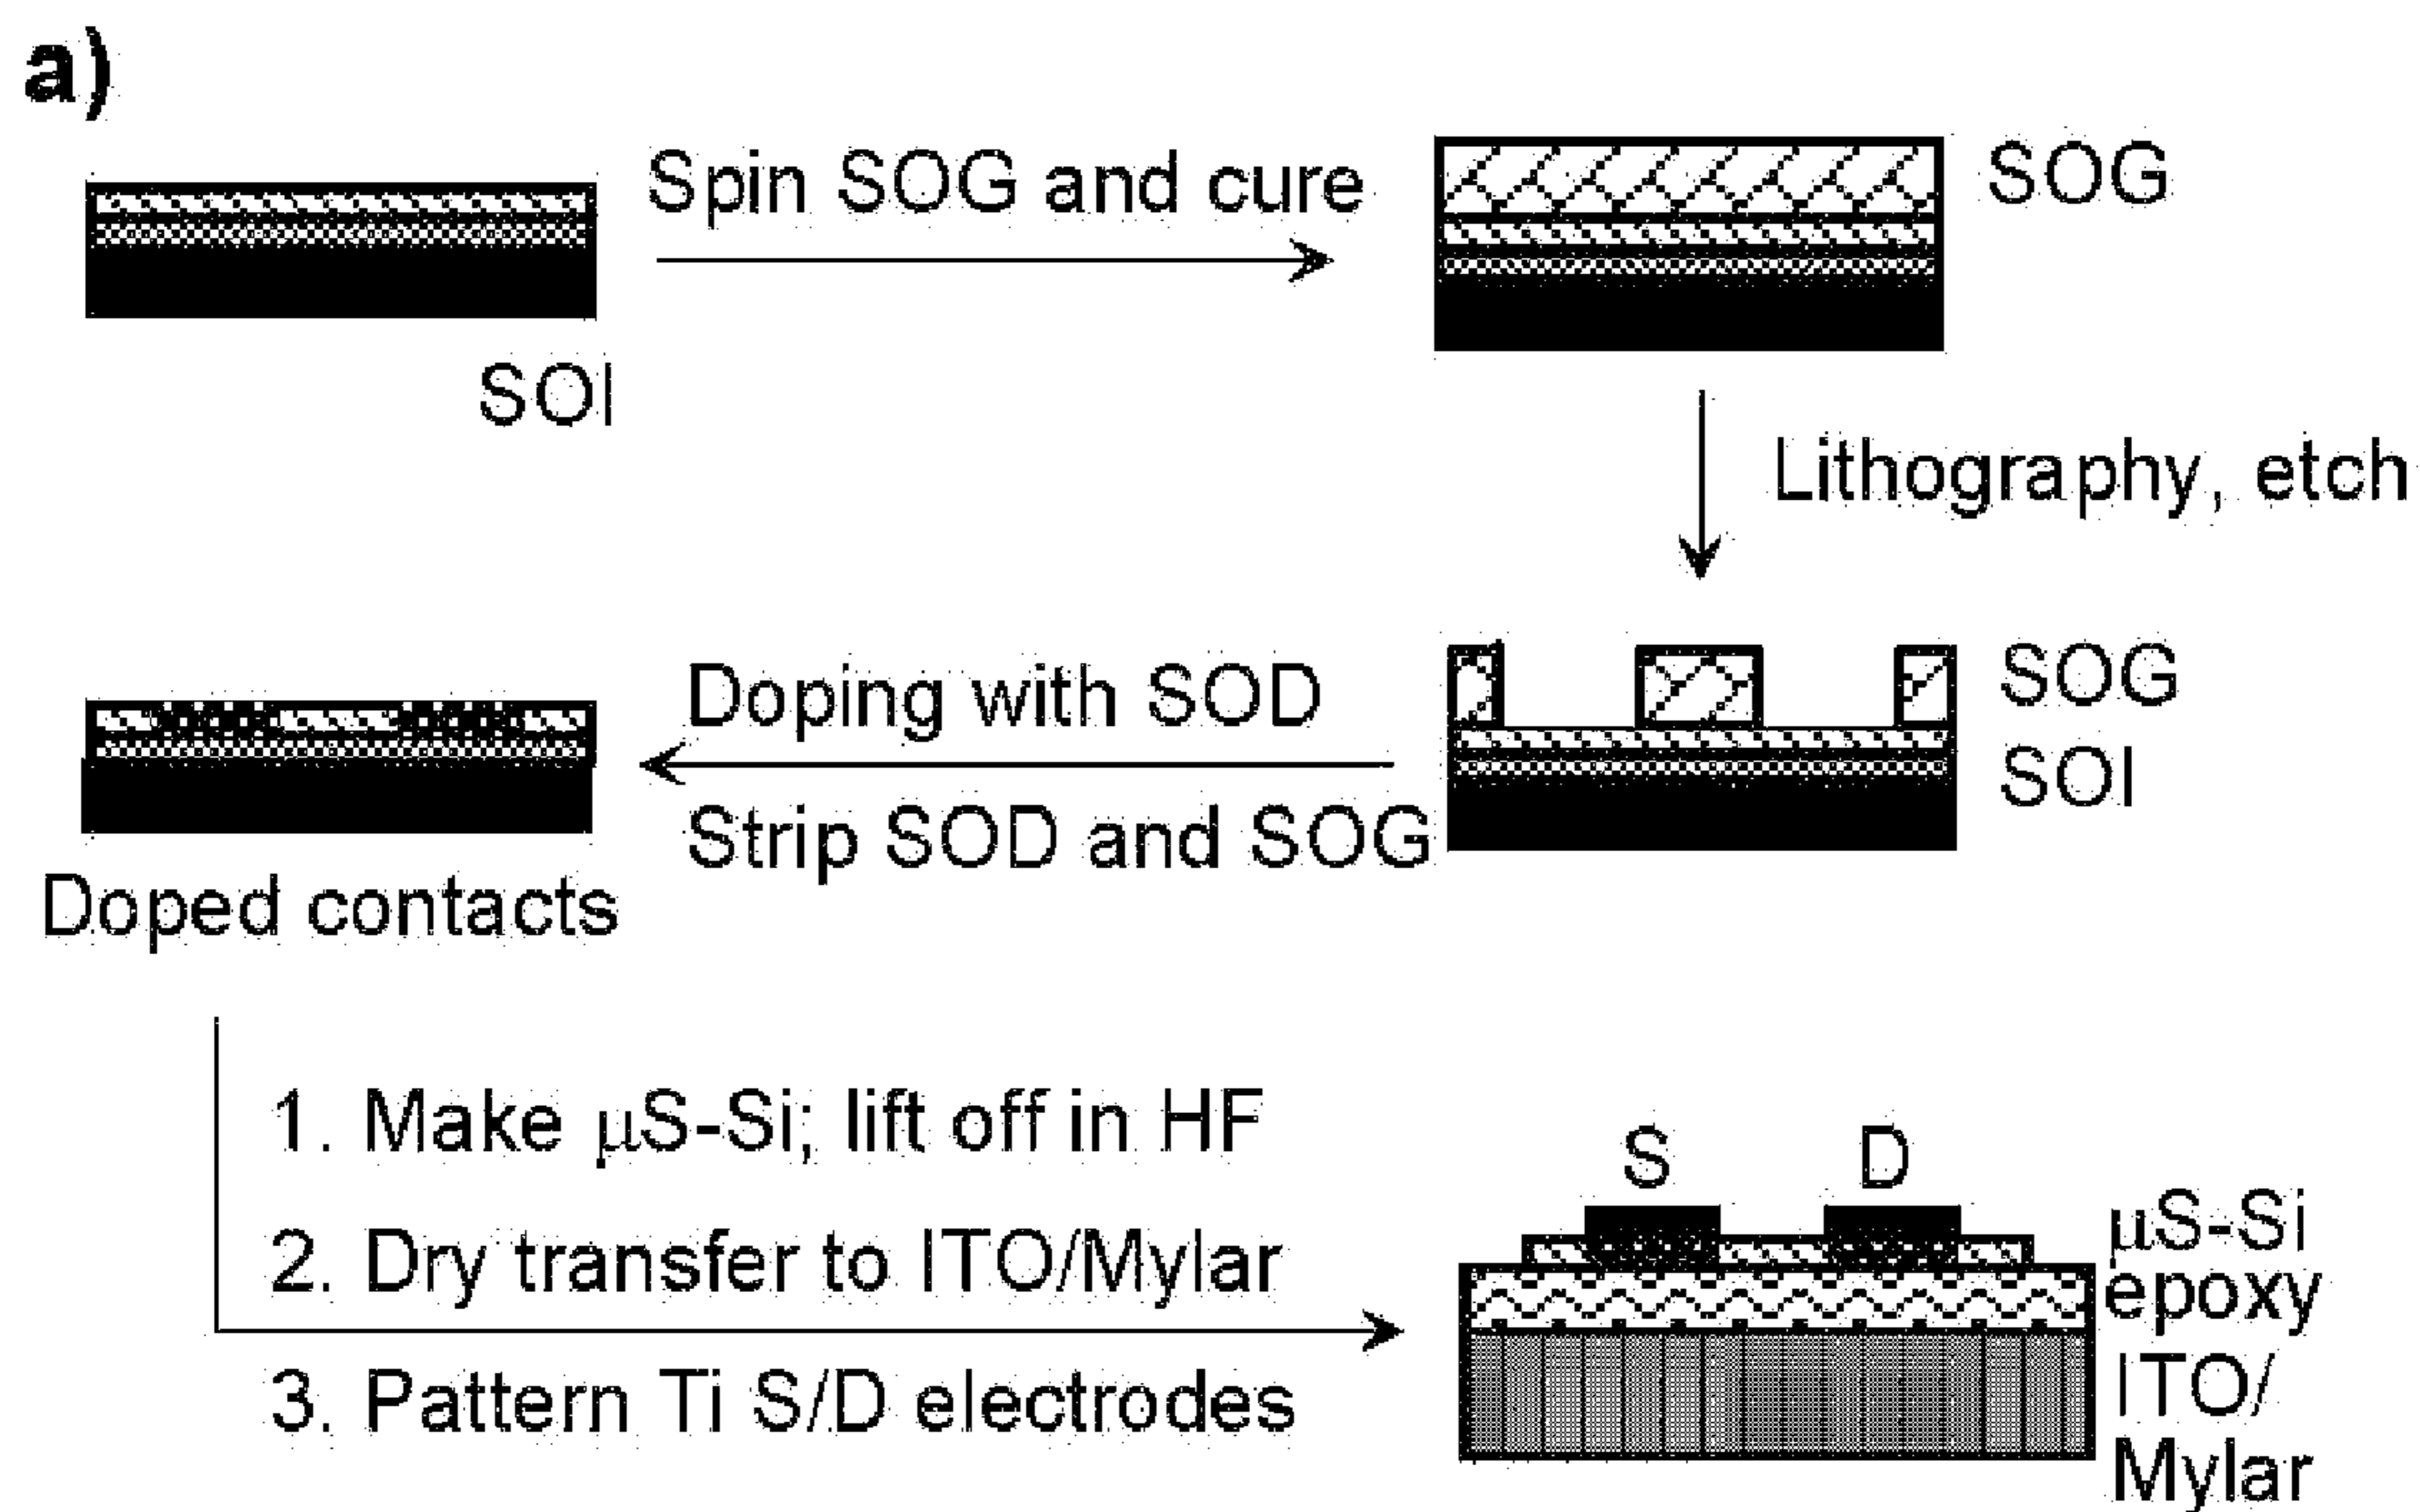 a)
Spin SOG and cure
SOG
SOI
Lithography, etch
Doping with SOD
SOG
SOI
Strip SOD and SOG
Doped contacts
1. Make μS-Si; lift off in HF
2. Dry transfer to ITO/Mylar
3. Pattern Ti S/D electrodes
S
D
μS-Si
epoxy
ITO/
Mylar